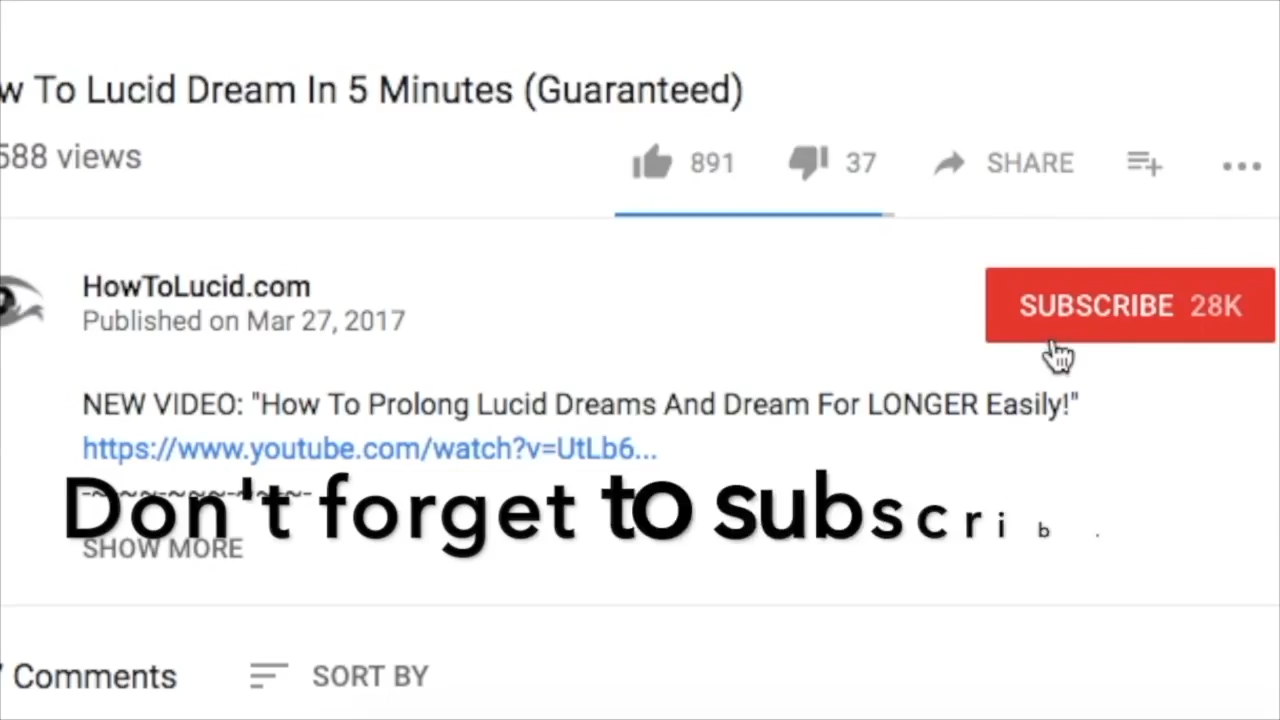 w To Lucid Dream In 5 Minutes (Guaranteed)
588 views
891
37
SHARE
HowToLucid.com
Published on Mar 27, 2017
SUBSCRIBE 28K
NEW VIDEO: "How To Prolong Lucid Dreams And Dream For LONGER Easily!"
https://www.youtube.com/watch?v=UtLb6...
Don't forget to subscrib
SHOW MORE
Comments
SORT BY